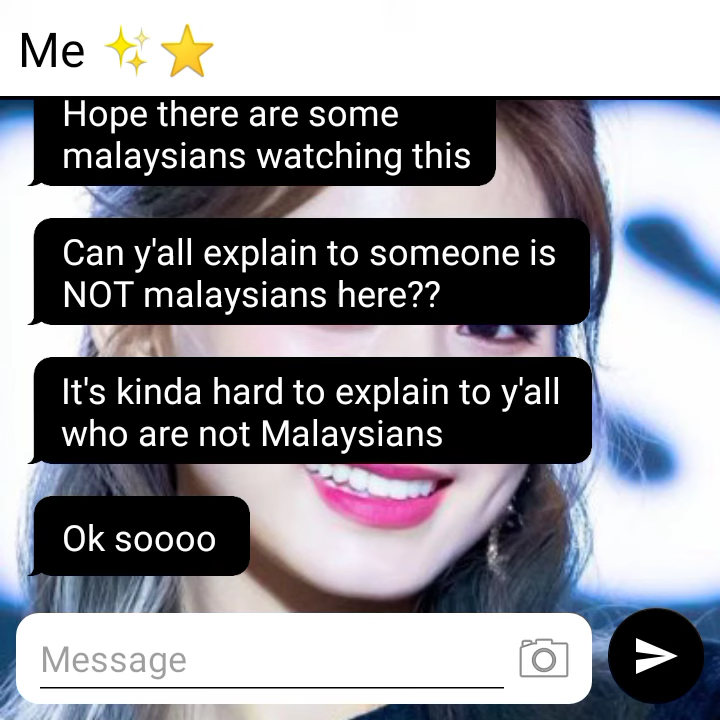 Me ✨⭐
Hope there are some
malaysians watching this
Can y'all explain to someone is
NOT malaysians here??
It's kinda hard to explain to y'all
who are not Malaysians
Ok soooo
Message